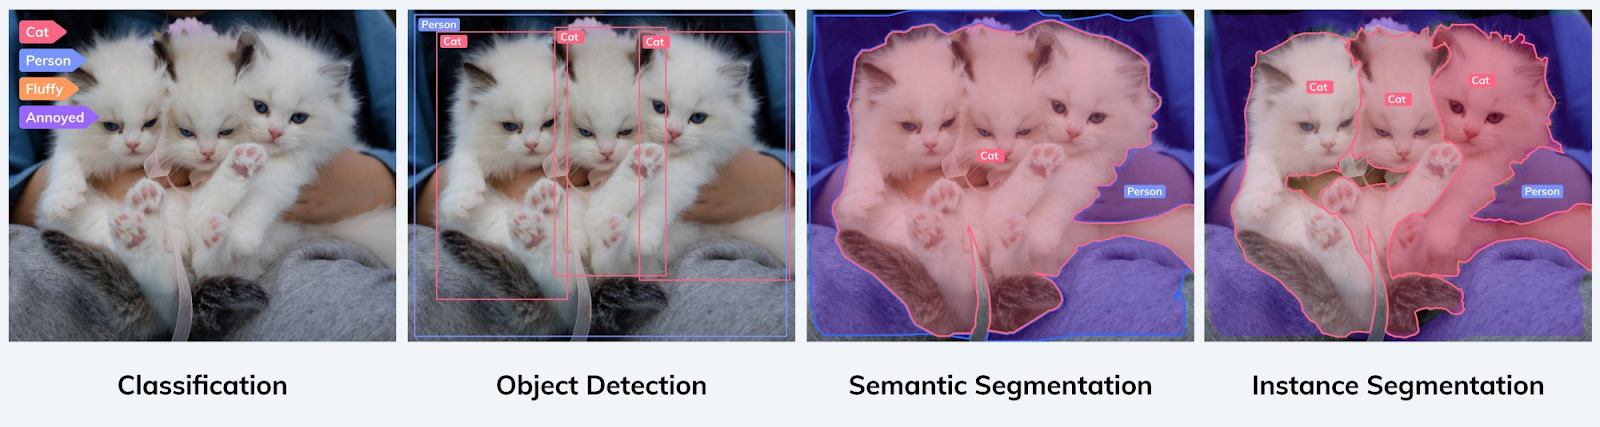 Cat
Person
Fluffy
Annoyed
Person
Cat
Cat
Cat
Cat
Person
Cat
Cat
Cat
Person
Classification
Object Detection
Semantic Segmentation
Instance Segmentation